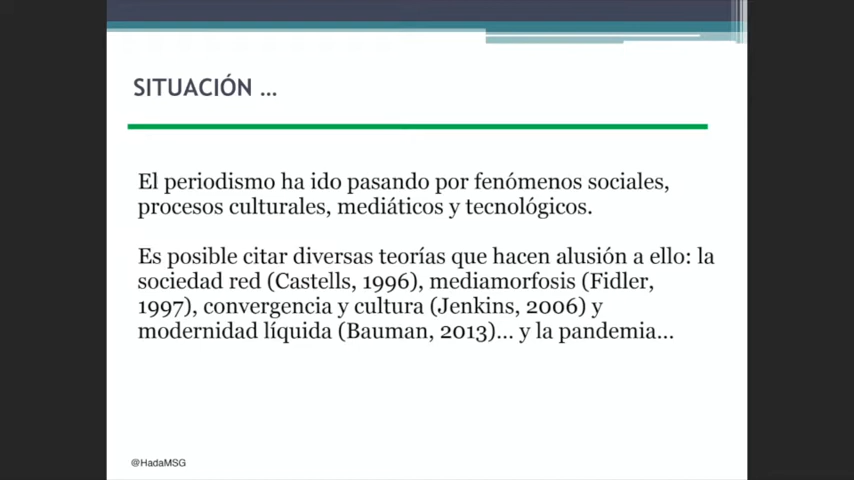 SITUACIÓN ...
El periodismo ha ido pasando por fenómenos sociales,
procesos culturales, mediáticos y tecnológicos.
Es posible citar diversas teorías que hacen alusión a ello: la
sociedad red (Castells, 1996), mediamorfosis (Fidler,
1997), convergencia y cultura (Jenkins, 2006) y
modernidad líquida (Bauman, 2013)... y la pandemia...
@HadaMSG